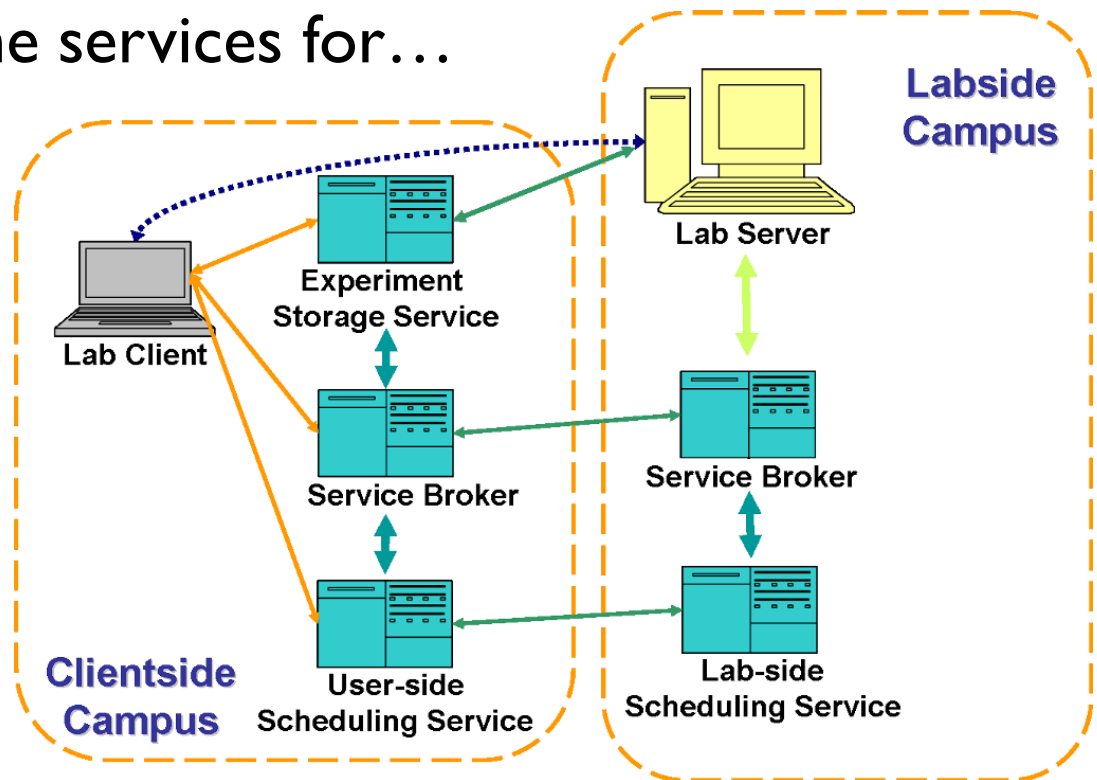 services for…
Labside
Campus
Lab Server
Experiment
Storage Service
Lab Client
Service Broker
Service Broker
Clientside
Campus
User-side
Scheduling Service
Lab-side
Scheduling Service